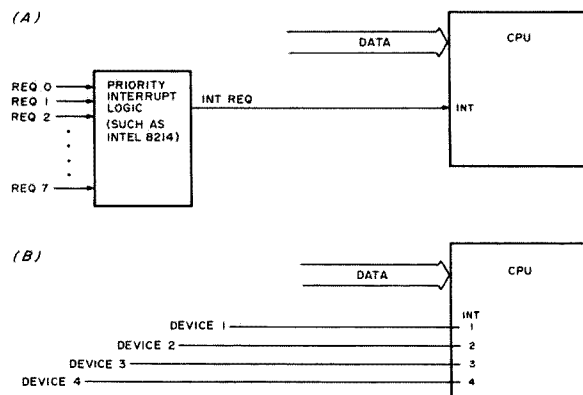 (A)
DATA
CPU
REQ 0
REQ 1
REQ 2
REQ 7
PRIORITY
INTERRUPT
LOGIC
(SUCH AS
INTEL 8214)
INT REQ
INT
(B)
DATA
CPU
INT
DEVICE 1
1
DEVICE 2
2
DEVICE 3
3
DEVICE 4
4